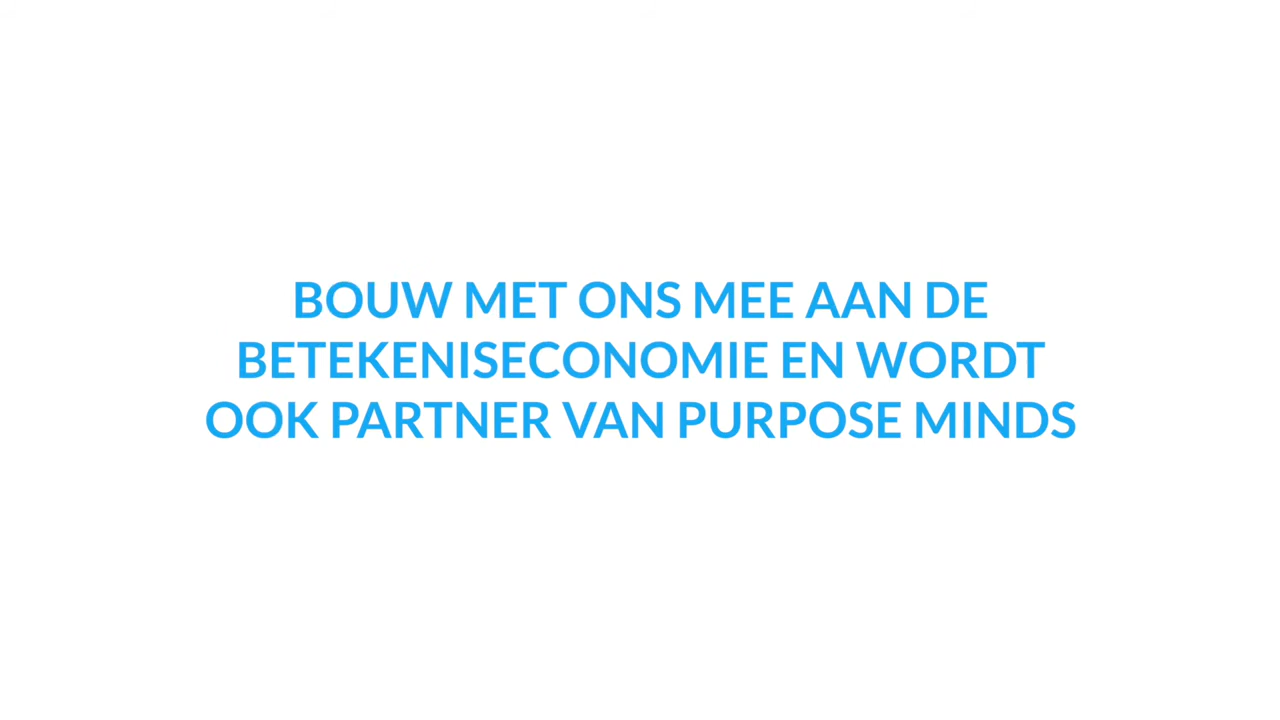 BOUW MET ONS MEE AAN DE
BETEKENISECONOMIE EN WORDT
OOK PARTNER VAN PURPOSE MINDS